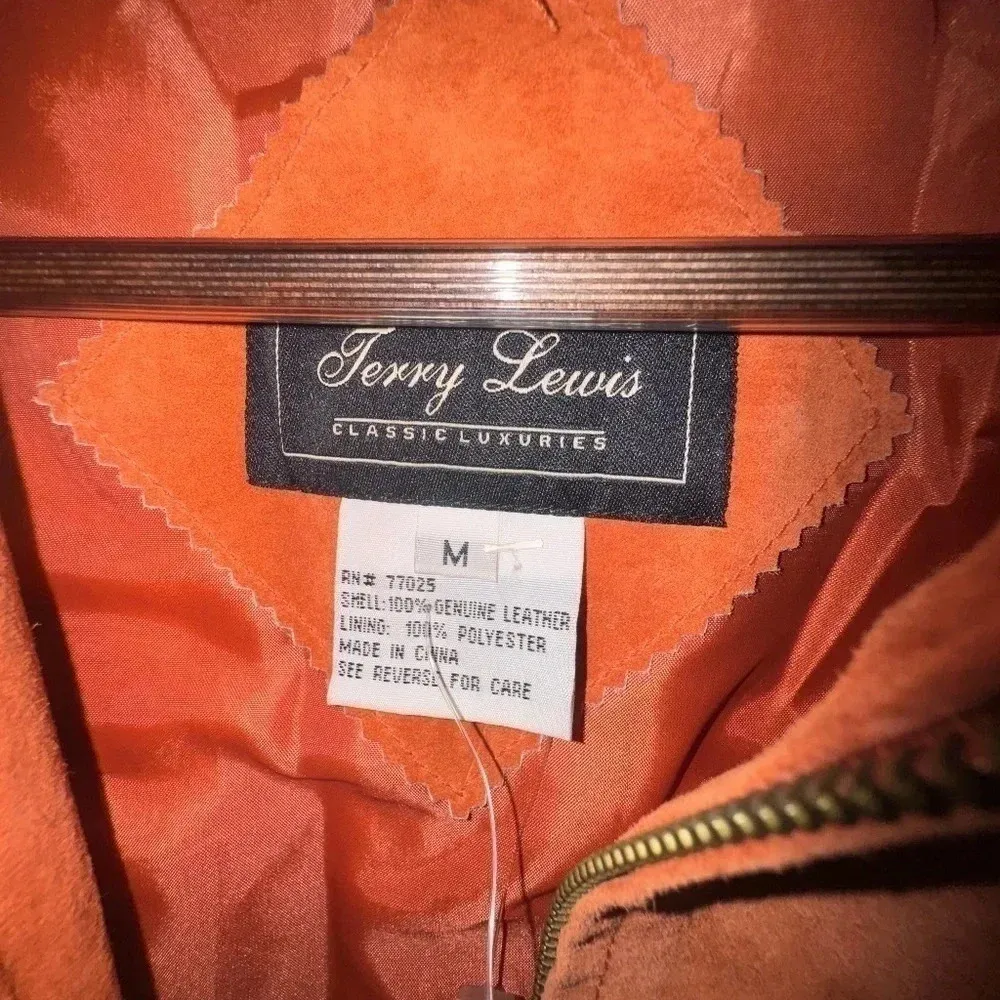 Terry Lewis
CLASSIC LUXURIES
M
RN# 77025
SHELL:100% GENUINE LEATHER
LINING: 100% POLYESTER
MADE IN CHINA
SEE REVERSE FOR CARE